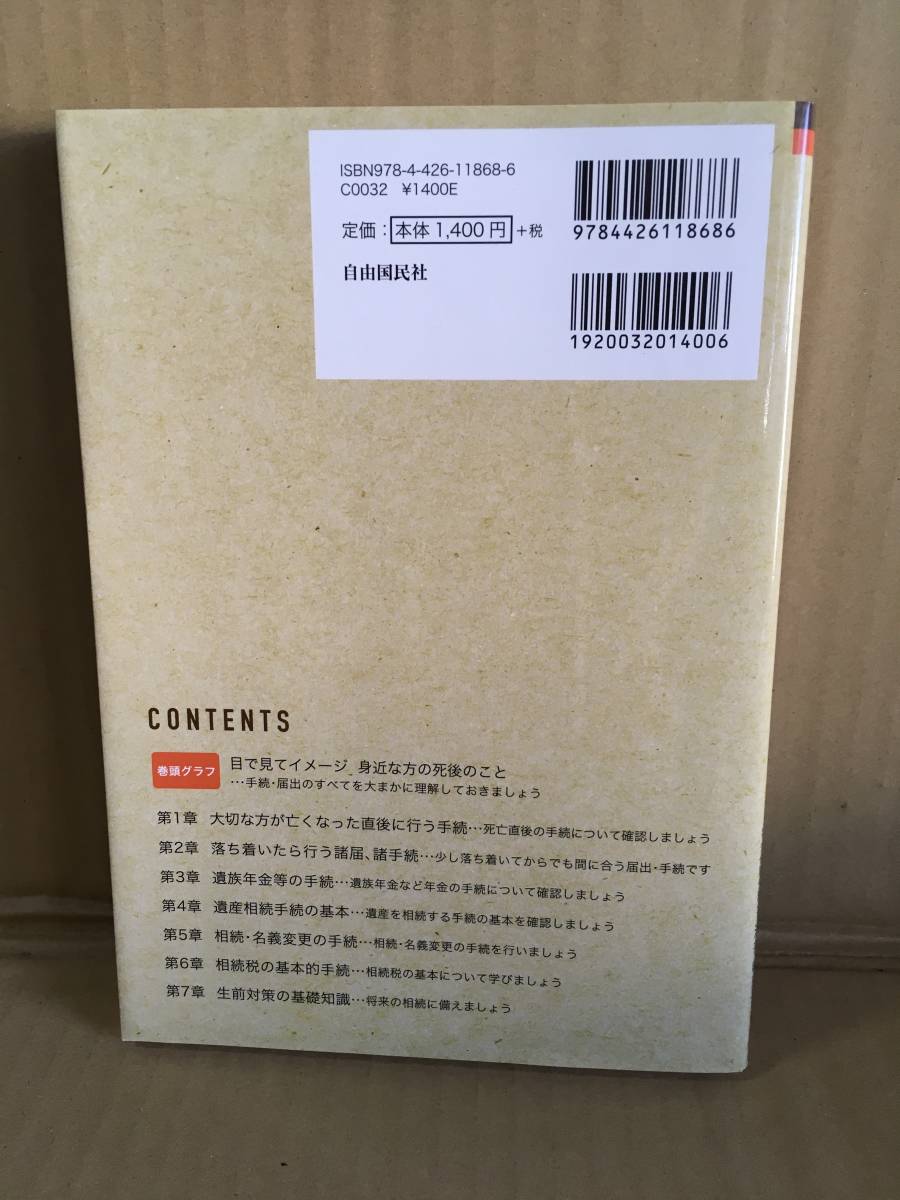 ISBN978-4-426-11868-6
C0032 ¥1400E
定価：本体1,400円+税
自由国民社
9784426118686
1920032014006
CONTENTS
巻頭グラフ 目で見てイメージ 身近な方の死後のこと
…手続・届出のすべてを大まかに理解しておきましょう
第1章 大切な方が亡くなった直後に行う手続…死亡直後の手続について確認しましょう
第2章 落ち着いたら行う諸届、諸手続…少し落ち着いてからでも間に合う届出・手続です
第3章 遺族年金等の手続…遺族年金など年金の手続について確認しましょう
第4章 遺産相続手続の基本…遺産を相続する手続の基本を確認しましょう
第5章 相続・名義変更の手続…相続・名義変更の手続を行いましょう
第6章 相続税の基本的手続…相続税の基本について学びましょう
第7章 生前対策の基礎知識…将来の相続に備えましょう